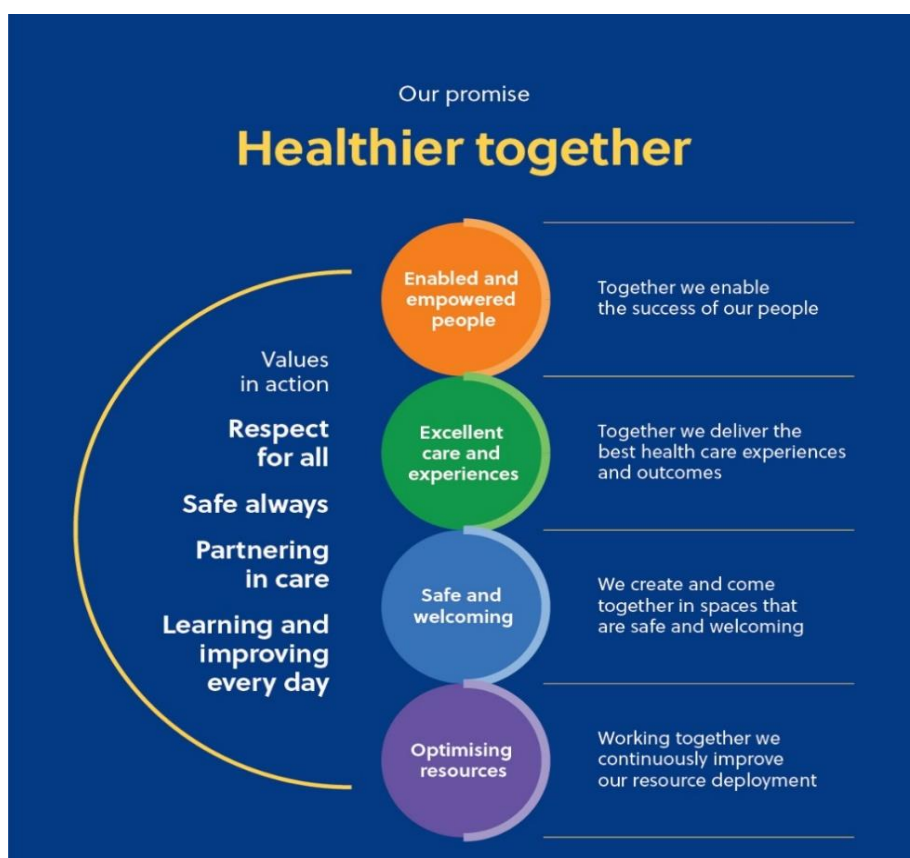 Our promise
Healthier together
Values
in action
Respect
for all
Safe always
Partnering
in care
Learning and
improving
every day
Enabled and
empowered
people
Together we enable
the success of our people
Excellent
care and
experiences
Together we deliver the
best health care experiences
and outcomes
Safe and
welcoming
We create and come
together in spaces that
are safe and welcoming
Optimising
resources
Working together we
continuously improve
our resource deployment